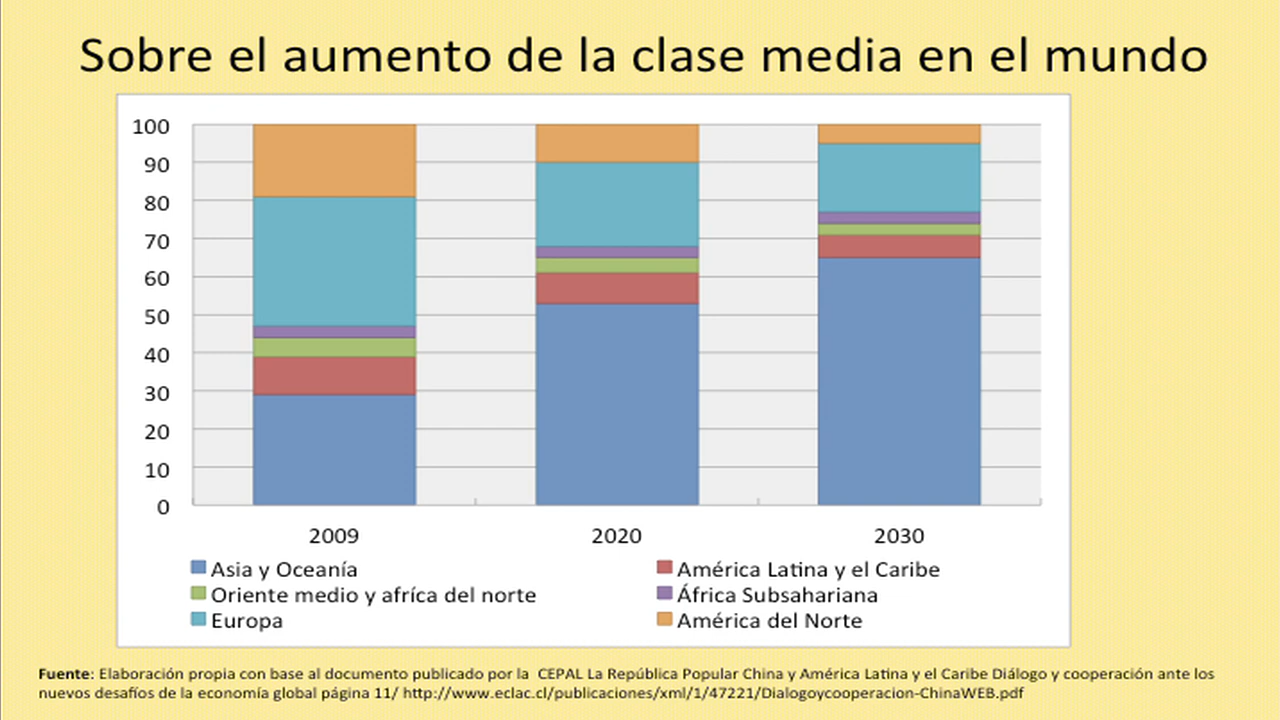 Sobre el aumento de la clase media en el mundo
100
90
80
70
60
50
40
30
20
10
0
2009 2020 2030
Asia y Oceanía América Latina y el Caribe
Oriente medio y afríca del norte África Subsahariana
Europa América del Norte
Fuente: Elaboración propia con base al documento publicado por la CEPAL La República Popular China y América Latina y el Caribe Diálogo y cooperación ante los
nuevos desafíos de la economía global página 11/ http://www.eclac.cl/publicaciones/xml/1/47221/Dialogoycooperacion-ChinaWEB.pdf